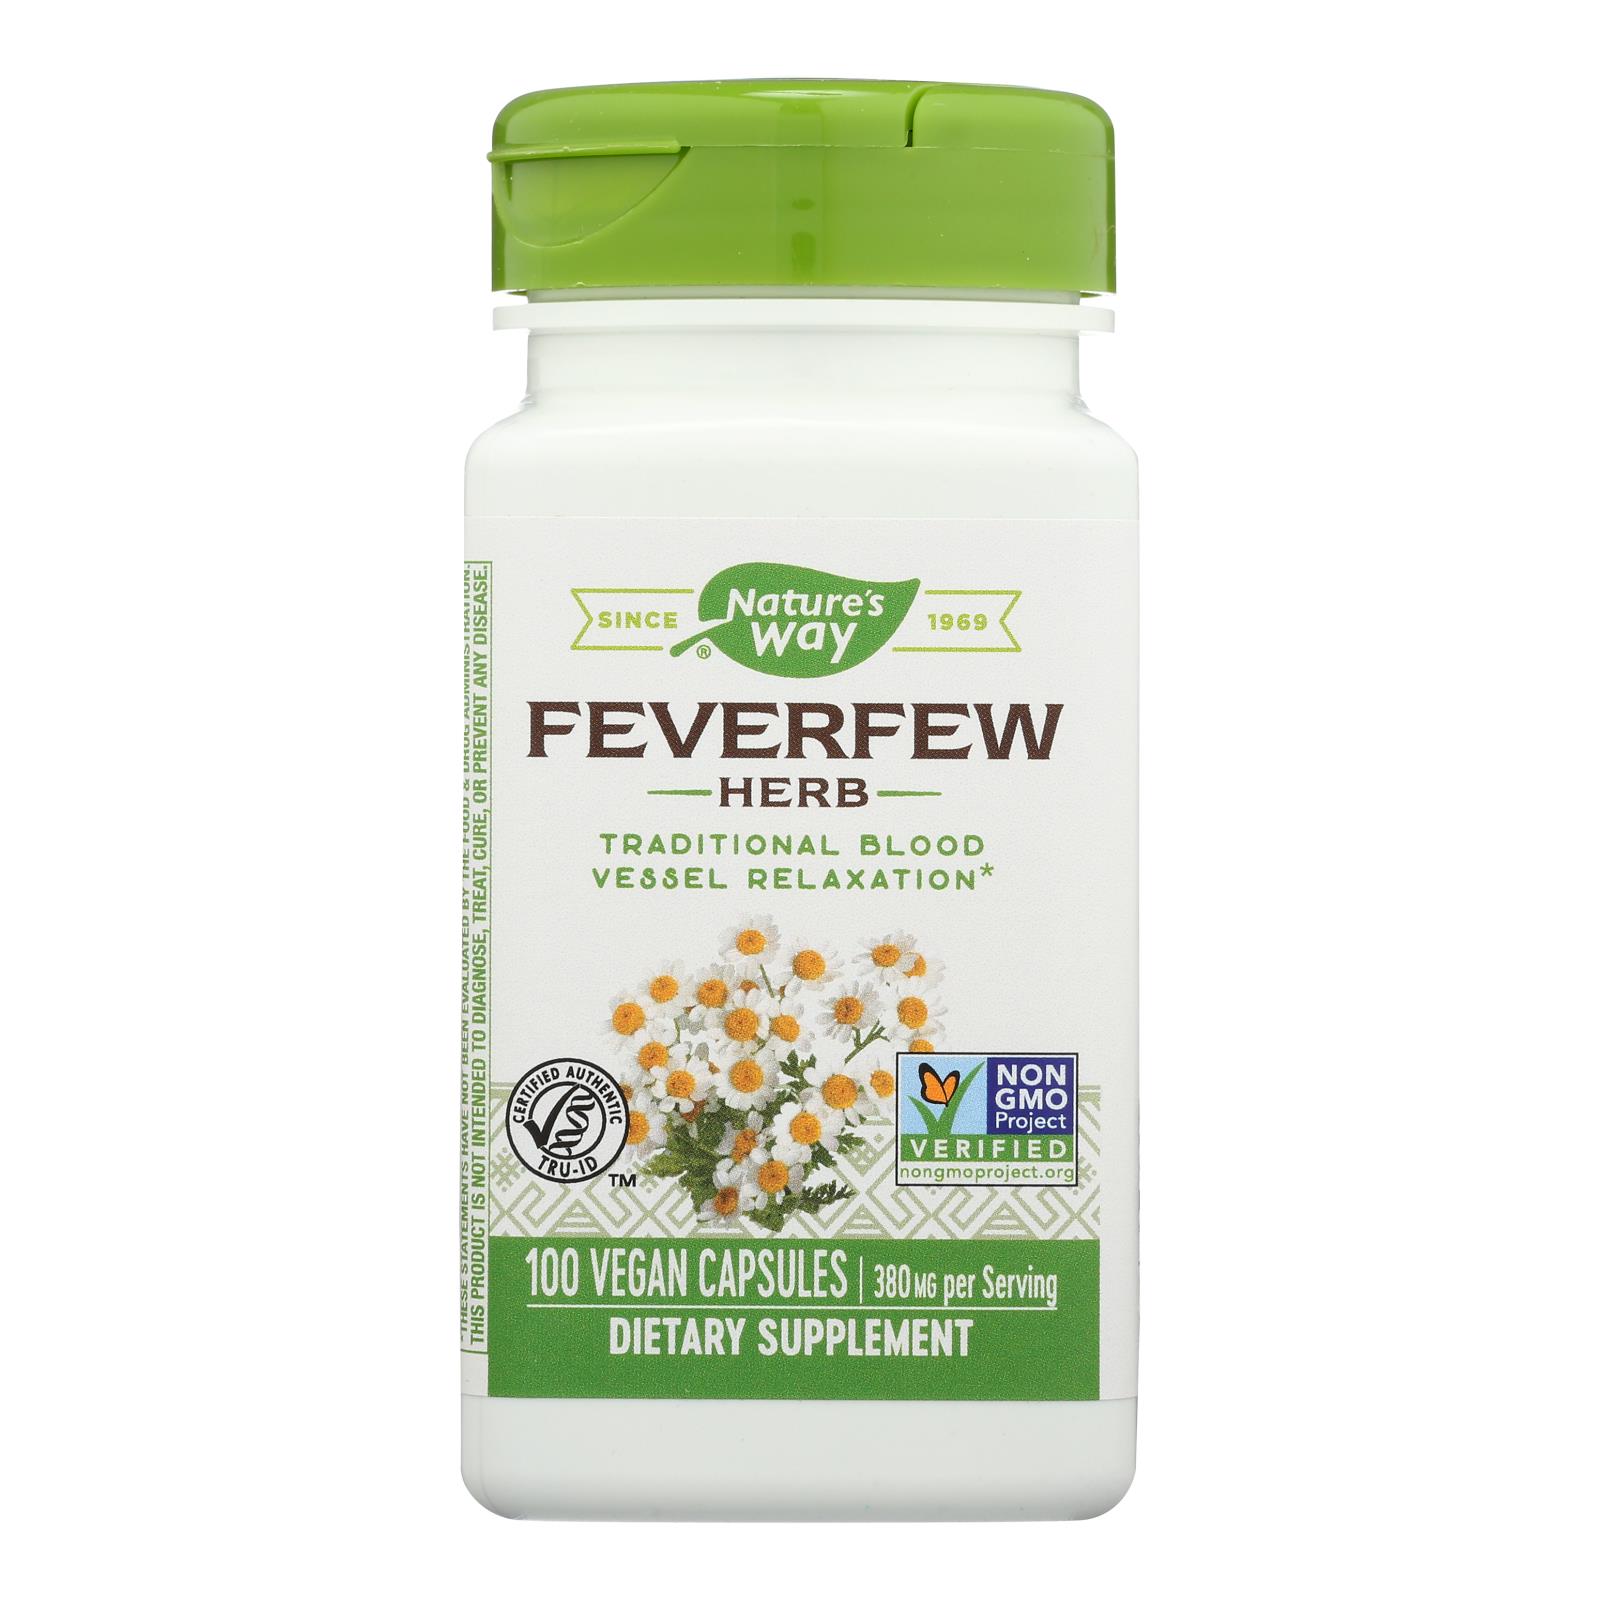 SINCE
Nature's
Way
®
1969
FEVERFEW
HERB
TRADITIONAL BLOOD
VESSEL RELAXATION*
CERTIFIED AUTHENTIC
TRU-ID
TM
NON
GMO
Project
VERIFIED
nongmoproject.org
100 VEGAN CAPSULES | 380 MG per Serving
DIETARY SUPPLEMENT
*THESE STATEMENTS HAVE NOT BEEN EVALUATED BY THE FOOD & DRUG ADMINISTRATION.
THIS PRODUCT IS NOT INTENDED TO DIAGNOSE, TREAT, CURE, OR PREVENT ANY DISEASE.